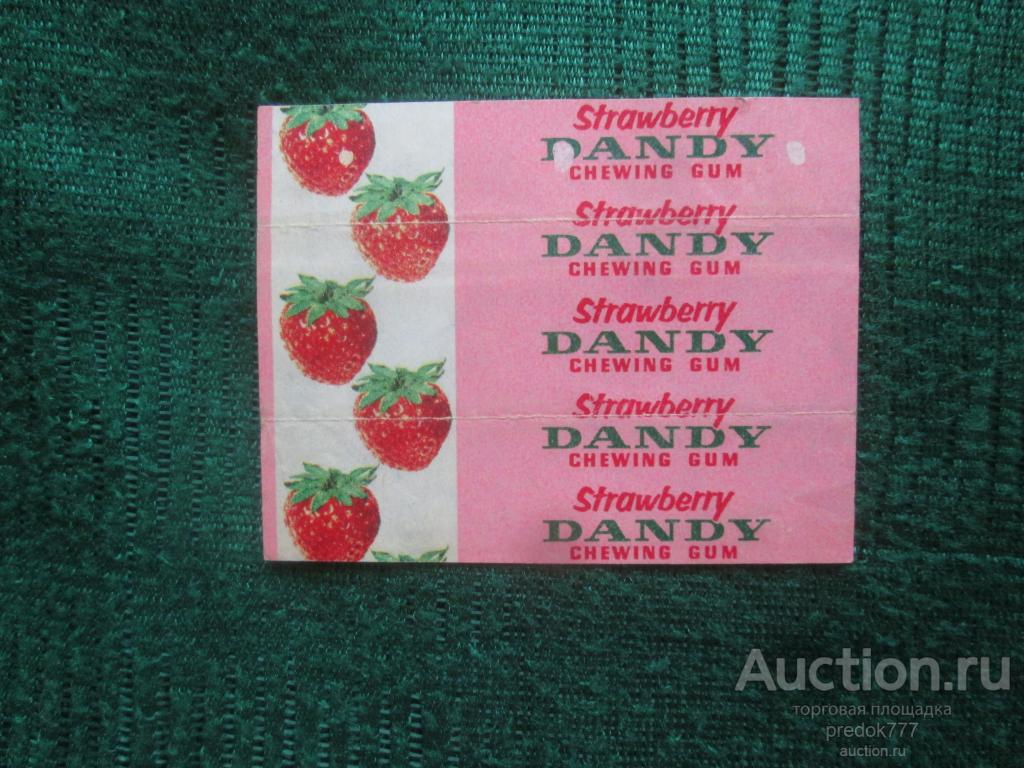 Strawberry
DANDY
CHEWING GUM
Strawberry
DANDY
CHEWING GUM
Strawberry
DANDY
CHEWING GUM
Strawberry
DANDY
CHEWING GUM
Strawberry
DANDY
CHEWING GUM
Auction.ru
торговая площадка
predok777
auction.ru